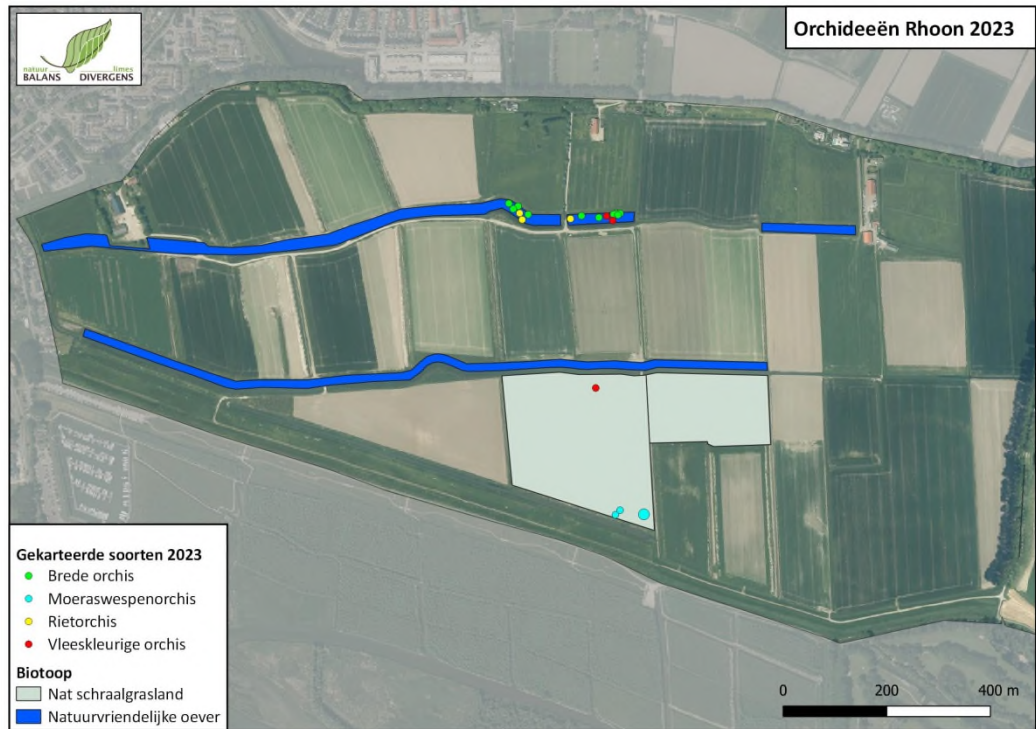 natuur limes
BALANS DIVERGENS
Orchideeën Rhoon 2023
Gekarteerde soorten 2023
Brede orchis
Moeraswespenorchis
Rietorchis
Vleeskleurige orchis
Biotoop
Nat schraalgrasland
Natuurvriendelijke oever
0 200 400 m